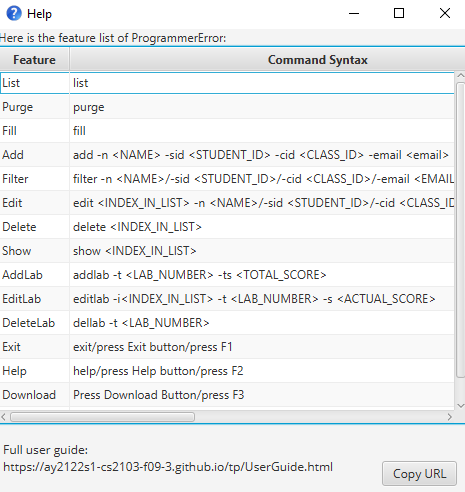 Help
Here is the feature list of ProgrammerError:
Feature Command Syntax
List list
Purge purge
Fill fill
Add add -n <NAME> -sid <STUDENT_ID> -cid <CLASS_ID> -email <email>
Filter filter -n <NAME>/-sid <STUDENT_ID>/-cid <CLASS_ID>/-email <EMAIL
Edit edit <INDEX_IN_LIST> -n <NAME>/-sid <STUDENT_ID>/-cid <CLASS_ID
Delete delete <INDEX_IN_LIST>
Show show <INDEX_IN_LIST>
AddLab addlab -t <LAB_NUMBER> -ts <TOTAL_SCORE>
EditLab editlab -i<INDEX_IN_LIST> -t <LAB_NUMBER> -s <ACTUAL_SCORE>
DeleteLab dellab -t <LAB_NUMBER>
Exit exit/press Exit button/press F1
Help help/press Help button/press F2
Download Press Download Button/press F3
Full user guide:
https://ay2122s1-cs2103-f09-3.github.io/tp/UserGuide.html
Copy URL